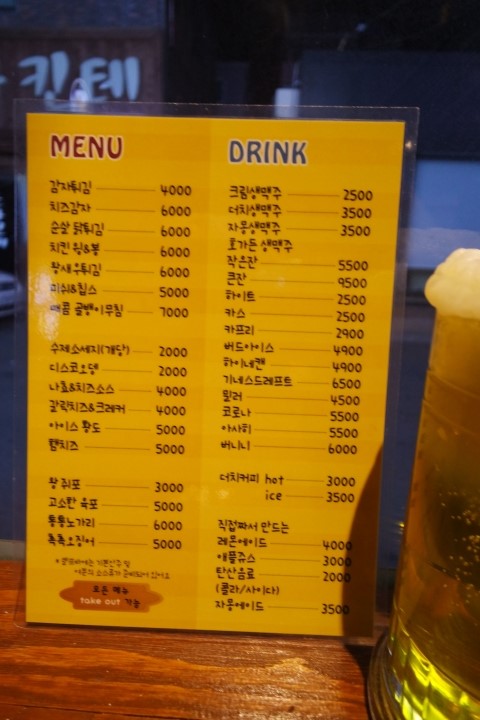 킨텍
MENU
감자튀김 4000
치즈감자 6000
순살 닭튀김 6000
치킨 윙&봉 6000
왕새우튀김 6000
피쉬&칩스 5000
매콤 골뱅이무침 7000
수제소세지(개당) 2000
디스코오뎅 2000
나쵸&치즈소스 4000
갈릭치즈&크래커 4000
아이스 황도 5000
햄치즈 5000
왕 쥐포 3000
고소한 육포 5000
통통노가리 6000
촉촉오징어 5000
모든 메뉴
take out 가능
DRINK
크림생맥주 2500
더치생맥주 3500
자몽생맥주 3500
호가든 생맥주
작은잔 5500
큰잔 9500
하이트 2500
카스 2500
카프리 2900
버드아이스 4900
하이네켄 4900
기네스드래프트 6500
밀러 4500
코로나 5500
아사히 5500
버니니 6000
더치커피 hot 3000
ice 3500
직접짜서 만드는
레몬에이드 4000
애플쥬스 3000
탄산음료 2000
(콜라/사이다)
자몽에이드 3500